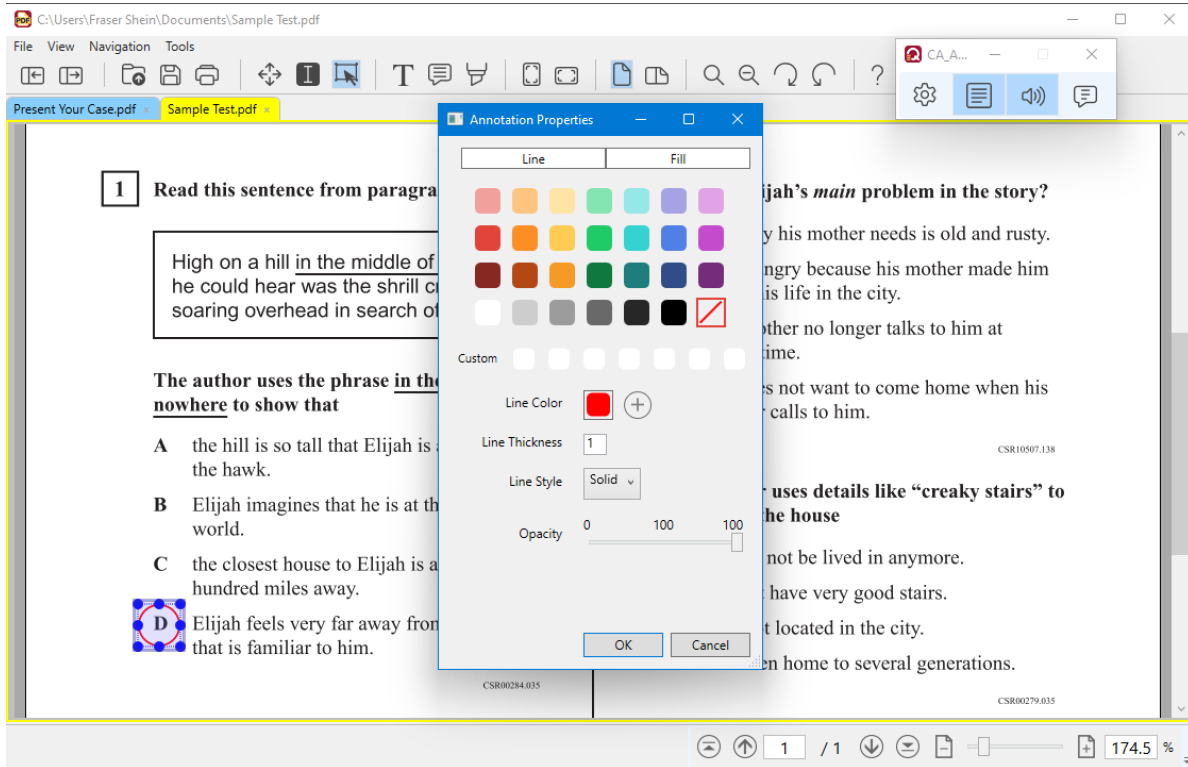 C:\Users\Fraser Shein\Documents\Sample Test.pdf
File View Navigation Tools
CA_A...
Present Your Case.pdf × Sample Test.pdf ×
1 Read this sentence from paragra
High on a hill in the middle of
he could hear was the shrill
soaring overhead in search
The author uses the phrase in
nowhere to show that
A the hill is so tall that Elijah is
the hawk.
B Elijah imagines that he is at
world.
C the closest house to Elijah is a
hundred miles away.
D Elijah feels very far away
that is familiar to him.
CSR00284.035
Annotation Properties
Line Fill
Custom
Line Color
Line Thickness 1
Line Style Solid
Opacity 0 100 100
OK Cancel
ijah's main problem in the story?
y his mother needs is old and rusty.
ngry because his mother made him
is life in the city.
other no longer talks to him at
ime.
s not want to come home when his
calls to him.
CSR10507.138
uses details like “creaky stairs” to
he house
not be lived in anymore.
have very good stairs.
t located in the city.
en home to several generations.
CSR00279.035
1 / 1
174.5 %